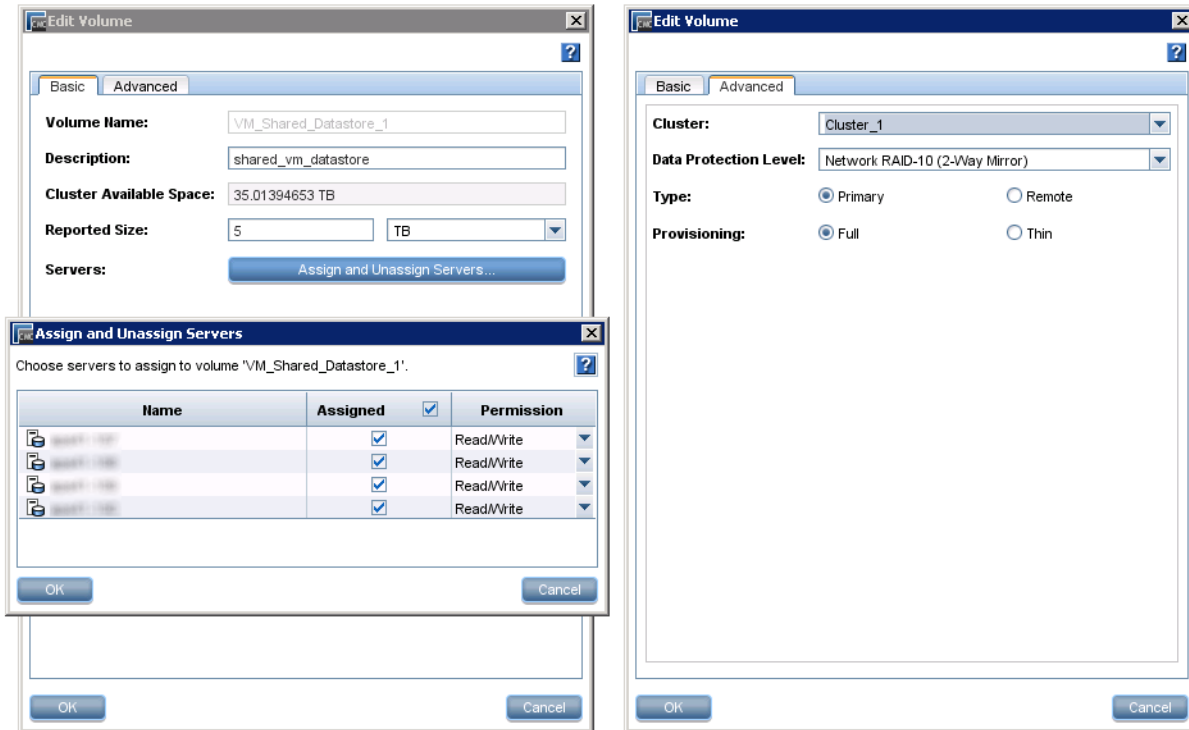 CMC Edit Volume
Basic Advanced
Volume Name: VM_Shared_Datastore_1
Description: shared_vm_datastore
Cluster Available Space: 35.01394653 TB
Reported Size: 5 TB
Servers: Assign and Unassign Servers...
CMC Assign and Unassign Servers
Choose servers to assign to volume 'VM_Shared_Datastore_1'.
Name Assigned Permission
Read/Write
Read/Write
Read/Write
Read/Write
OK Cancel
OK Cancel
CMC Edit Volume
Basic Advanced
Cluster: Cluster_1
Data Protection Level: Network RAID-10 (2-Way Mirror)
Type: Primary Remote
Provisioning: Full Thin
OK Cancel